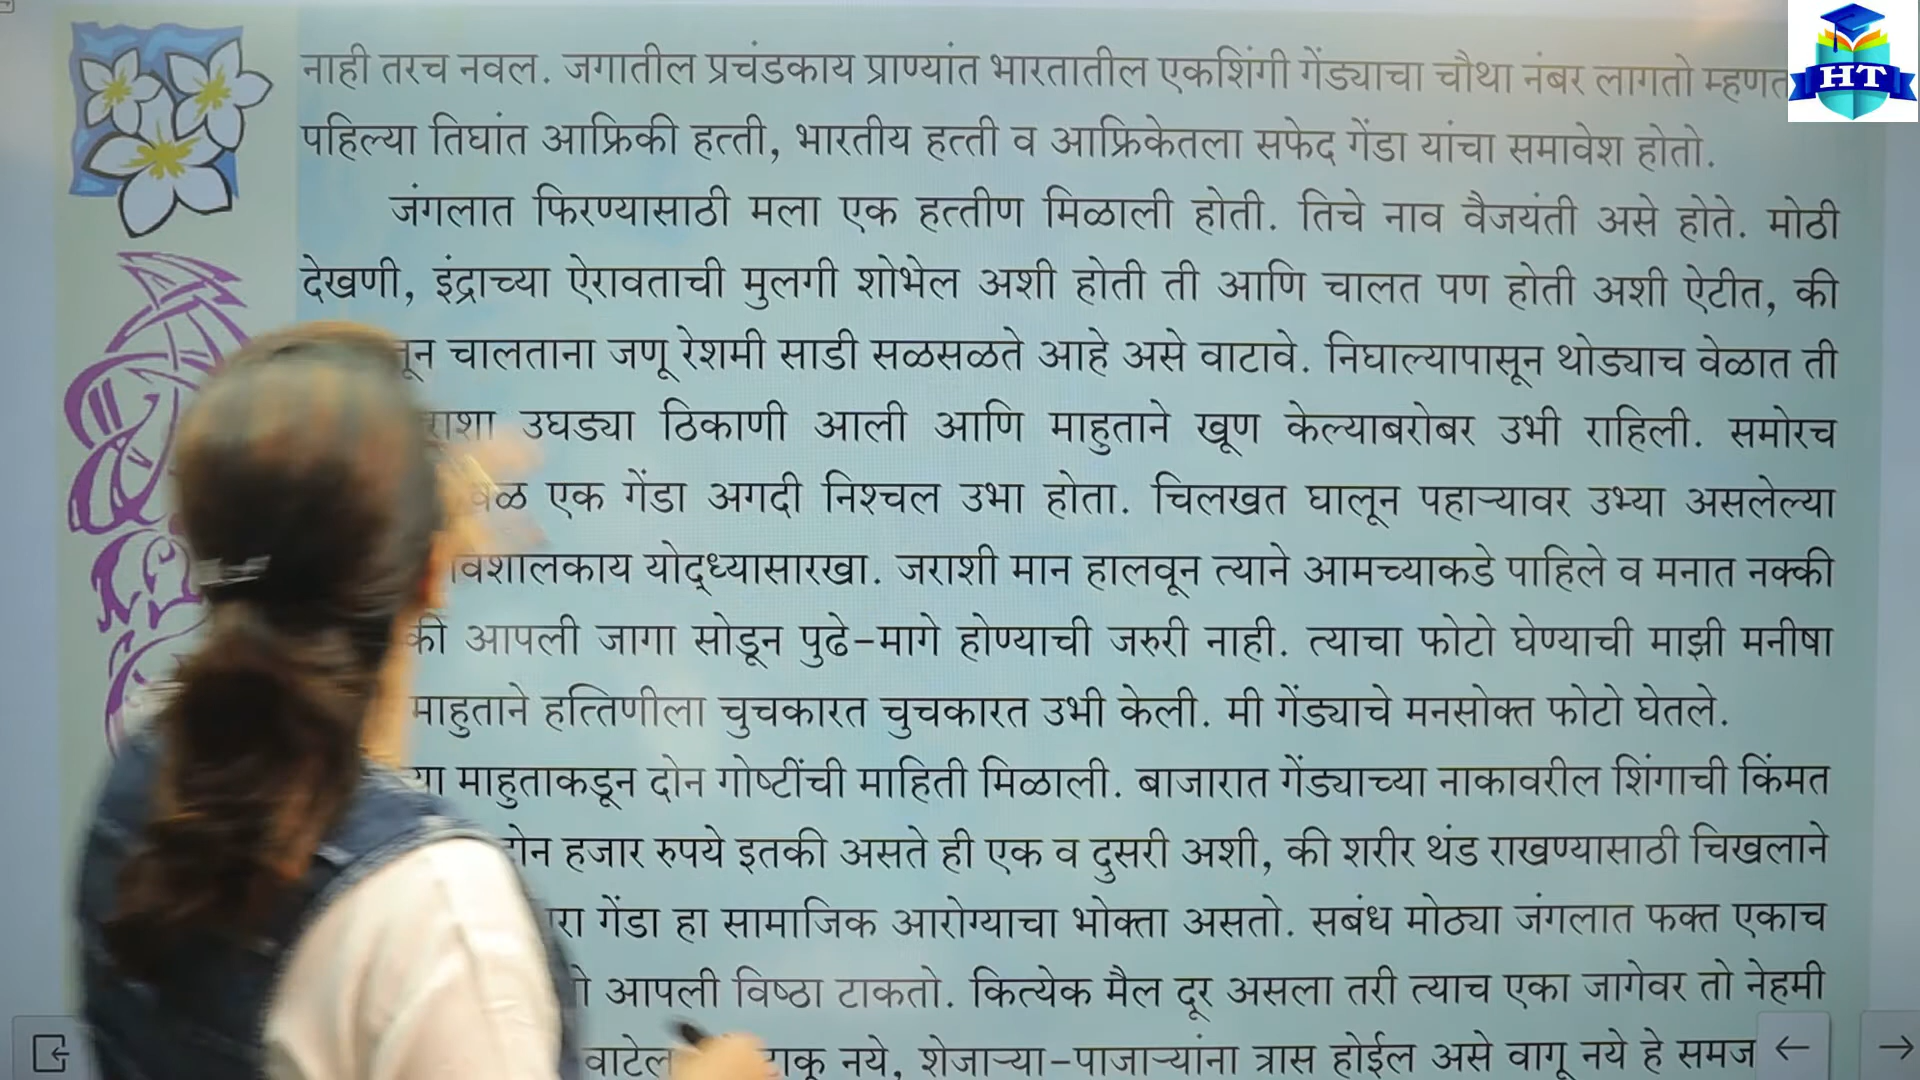 नाही तरच नवल. जगातील प्रचंडकाय प्राण्यांत भारतातील एकशिंगी गेंड्याचा चौथा नंबर लागतो
HT
पहिल्या तिघांत आफ्रिकी हत्ती, भारतीय हत्ती व आफ्रिकेतला सफेद गेंडा यांचा समावेश होतो.
जंगलात फिरण्यासाठी मला एक हत्तीण मिळाली होती. तिचे नाव वैजयंती असे होते. मोठी
देखणी, इंद्राच्या ऐरावताची मुलगी शोभेल अशी होती ती आणि चालत पण होती अशी ऐटीत, की
चालताना जणू रेशमी साडी सळसळते आहे असे वाटावे. निघाल्यापासून थोड्याच वेळात ती
उघड्या ठिकाणी आली आणि माहुताने खूण केल्याबरोबर उभी राहिली. समोरच
एक गेंडा अगदी निश्चल उभा होता. चिलखत घालून पहाऱ्यावर उभ्या असलेल्या
योद्ध्यासारखा. जराशी मान हालवून त्याने आमच्याकडे पाहिले व मनात नक्की
की आपली जागा सोडून पुढे-मागे होण्याची जरुरी नाही. त्याचा फोटो घेण्याची माझी मनीषा
माहुताने हत्तिणीला चुचकारत चुचकारत उभी केली. मी गेंड्याचे मनसोक्त फोटो घेतले.
माहुताकडून दोन गोष्टींची माहिती मिळाली. बाजारात गेंड्याच्या नाकावरील शिंगाची किंमत
दोन हजार रुपये इतकी असते ही एक व दुसरी अशी, की शरीर थंड राखण्यासाठी चिखलाने
गेंडा हा सामाजिक आरोग्याचा भोक्ता असतो. सबंध मोठ्या जंगलात फक्त एकाच
आपली विष्ठा टाकतो. कित्येक मैल दूर असला तरी त्याच एका जागेवर तो नेहमी
वाटेल नये, शेजाऱ्या-पाजाऱ्यांना त्रास होईल असे वागू नये हे समज